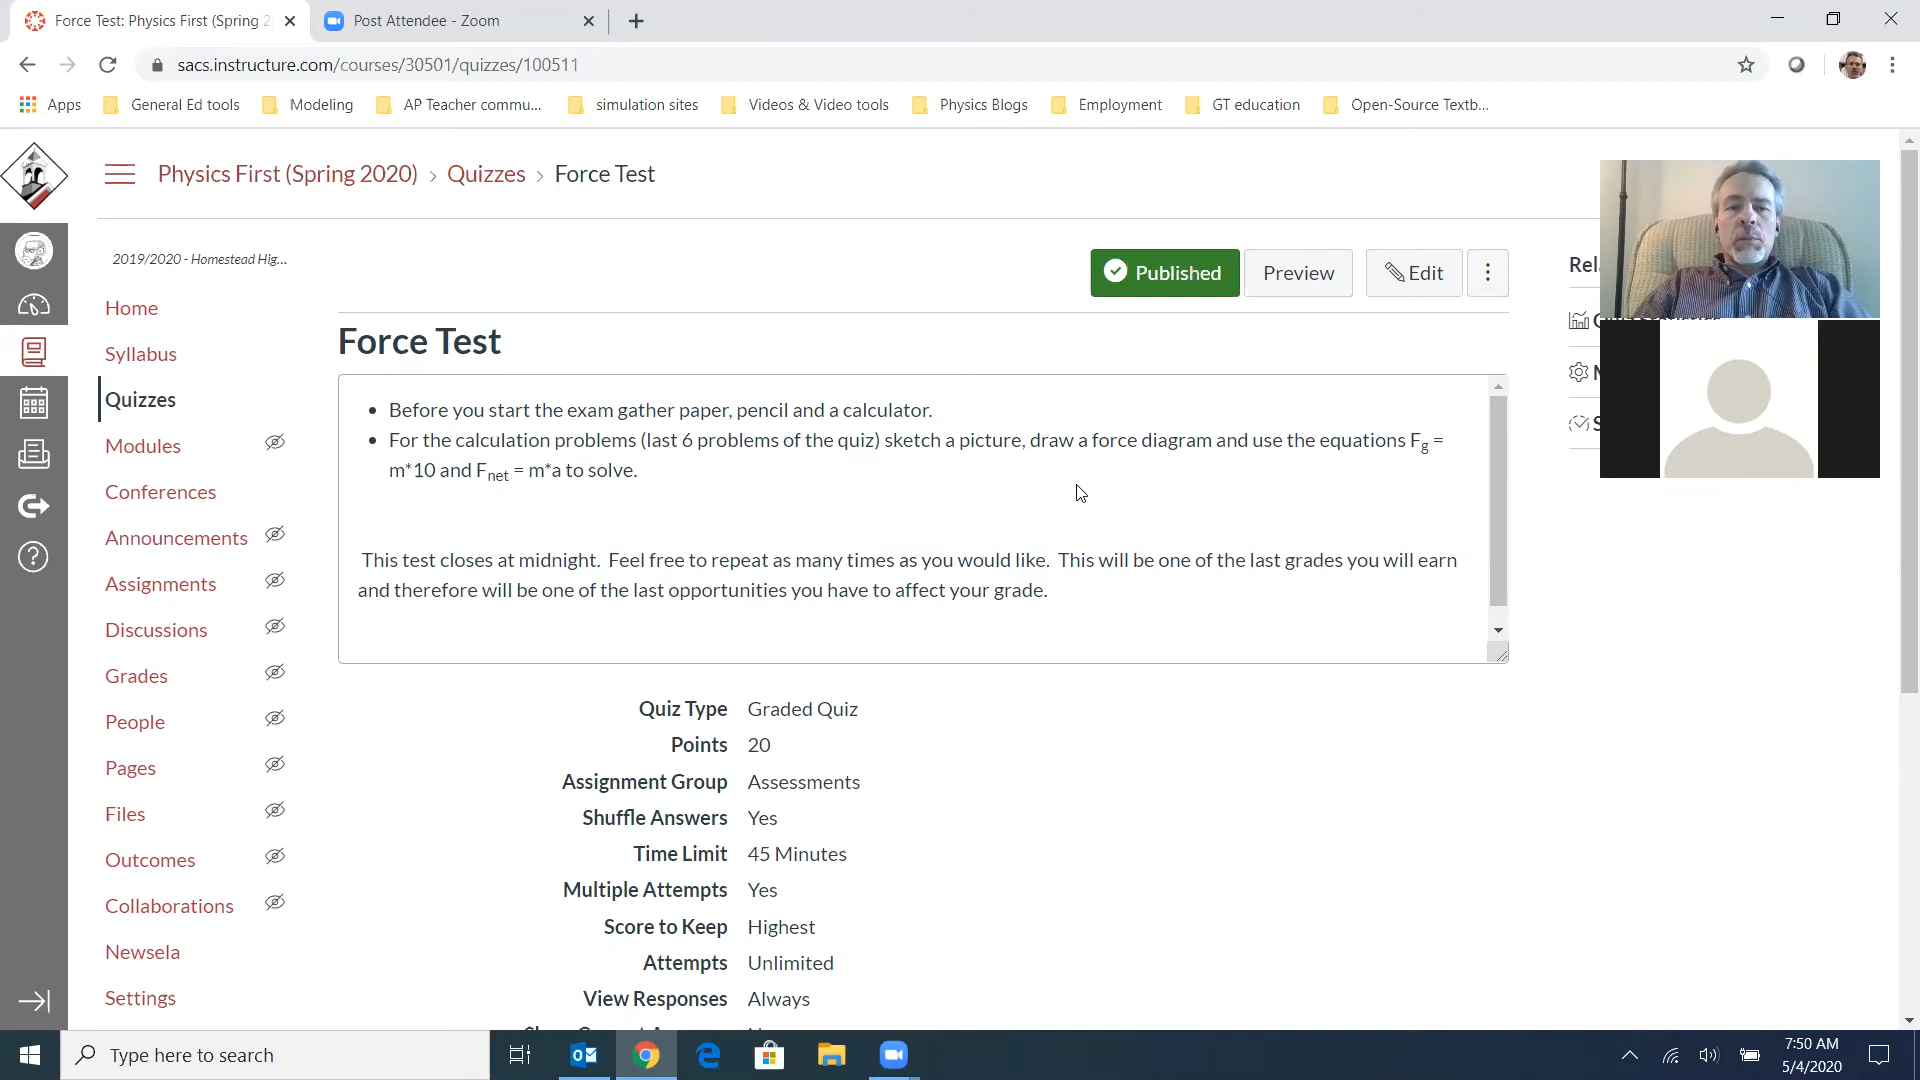 Force Test: Physics First (Spring 2
Post Attendee - Zoom
sacs.instructure.com/courses/30501/quizzes/100511
Apps
General Ed tools
Modeling
AP Teacher commu...
simulation sites
Videos & Video tools
Physics Blogs
Employment
GT education
Open-Source Textb...
Physics First (Spring 2020) › Quizzes › Force Test
2019/2020 - Homestead Hig...
Home
Syllabus
Quizzes
Modules
Conferences
Announcements
Assignments
Discussions
Grades
People
Pages
Files
Outcomes
Collaborations
Newsela
Settings
Published
Preview
Edit
Force Test
• Before you start the exam gather paper, pencil and a calculator.
• For the calculation problems (last 6 problems of the quiz) sketch a picture, draw a force diagram and use the equations Fg =
m*10 and Fnet = m*a to solve.
This test closes at midnight.  Feel free to repeat as many times as you would like.  This will be one of the last grades you will earn
and therefore will be one of the last opportunities you have to affect your grade.
Quiz Type Graded Quiz
Points 20
Assignment Group Assessments
Shuffle Answers Yes
Time Limit 45 Minutes
Multiple Attempts Yes
Score to Keep Highest
Attempts Unlimited
View Responses Always
Rel
Type here to search
7:50 AM
5/4/2020